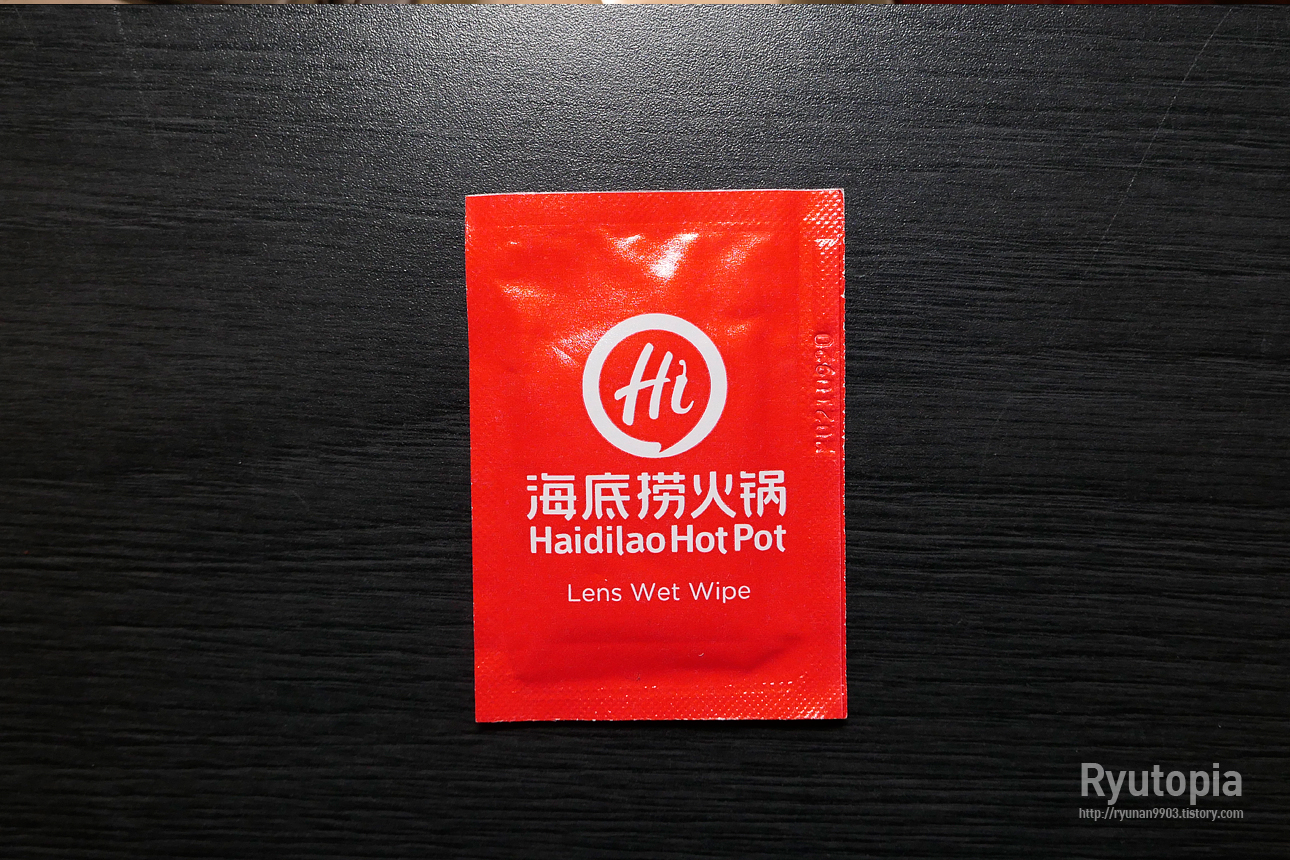 Hi
海底捞火锅
Haidilao Hot Pot
Lens Wet Wipe
Ryutopia
http://ryunan9903.tistory.com